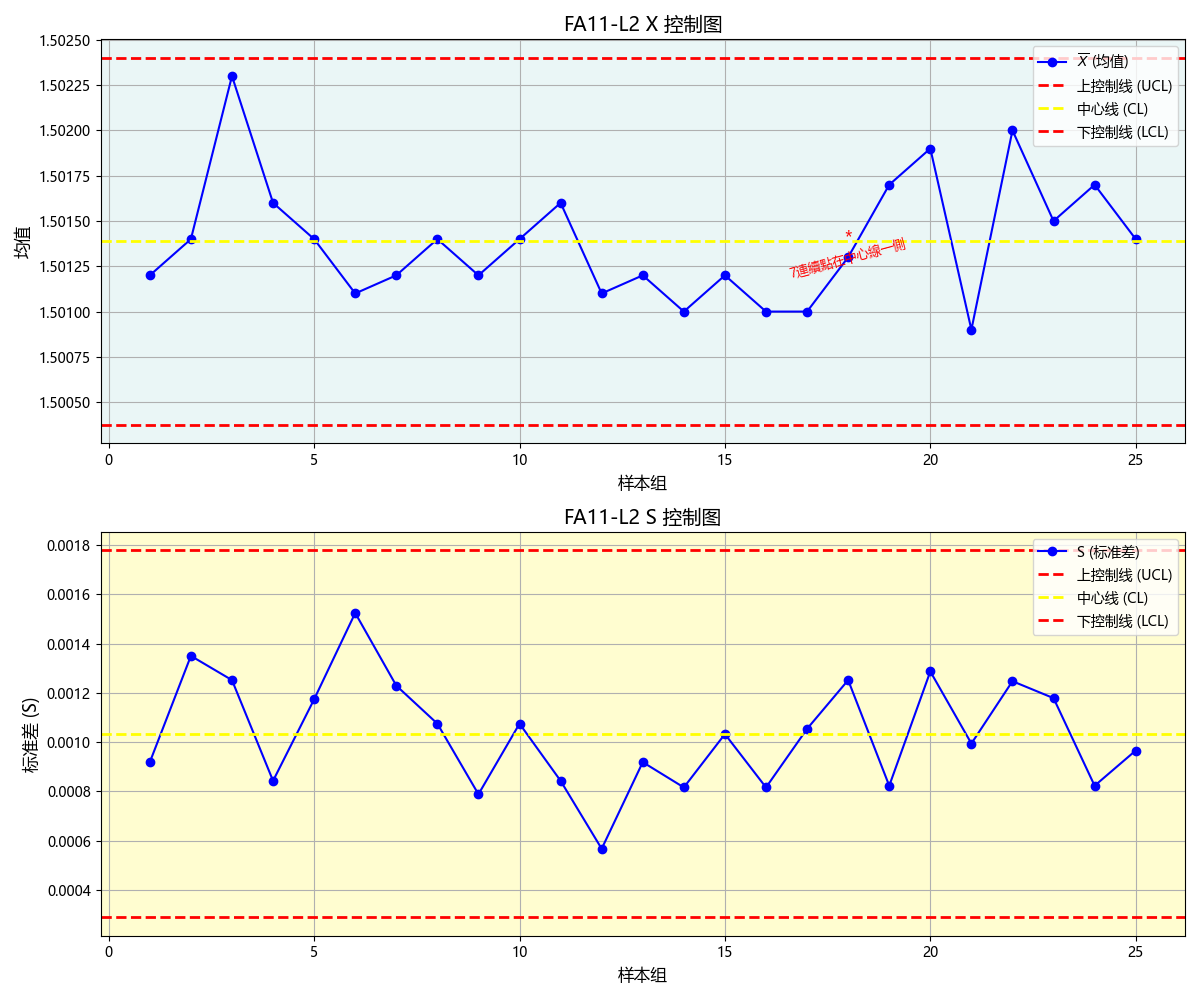 FA11-L2 X 控制图
均值
1.50250
1.50225
1.50200
1.50175
1.50150
1.50125
1.50100
1.50075
1.50050
X (均值)
上控制线 (UCL)
中心线 (CL)
下控制线 (LCL)
*
7連續點在中心線一側
0 5 10 15 20 25
样本组
FA11-L2 S 控制图
标准差 (S)
0.0018
0.0016
0.0014
0.0012
0.0010
0.0008
0.0006
0.0004
S (标准差)
上控制线 (UCL)
中心线 (CL)
下控制线 (LCL)
0 5 10 15 20 25
样本组